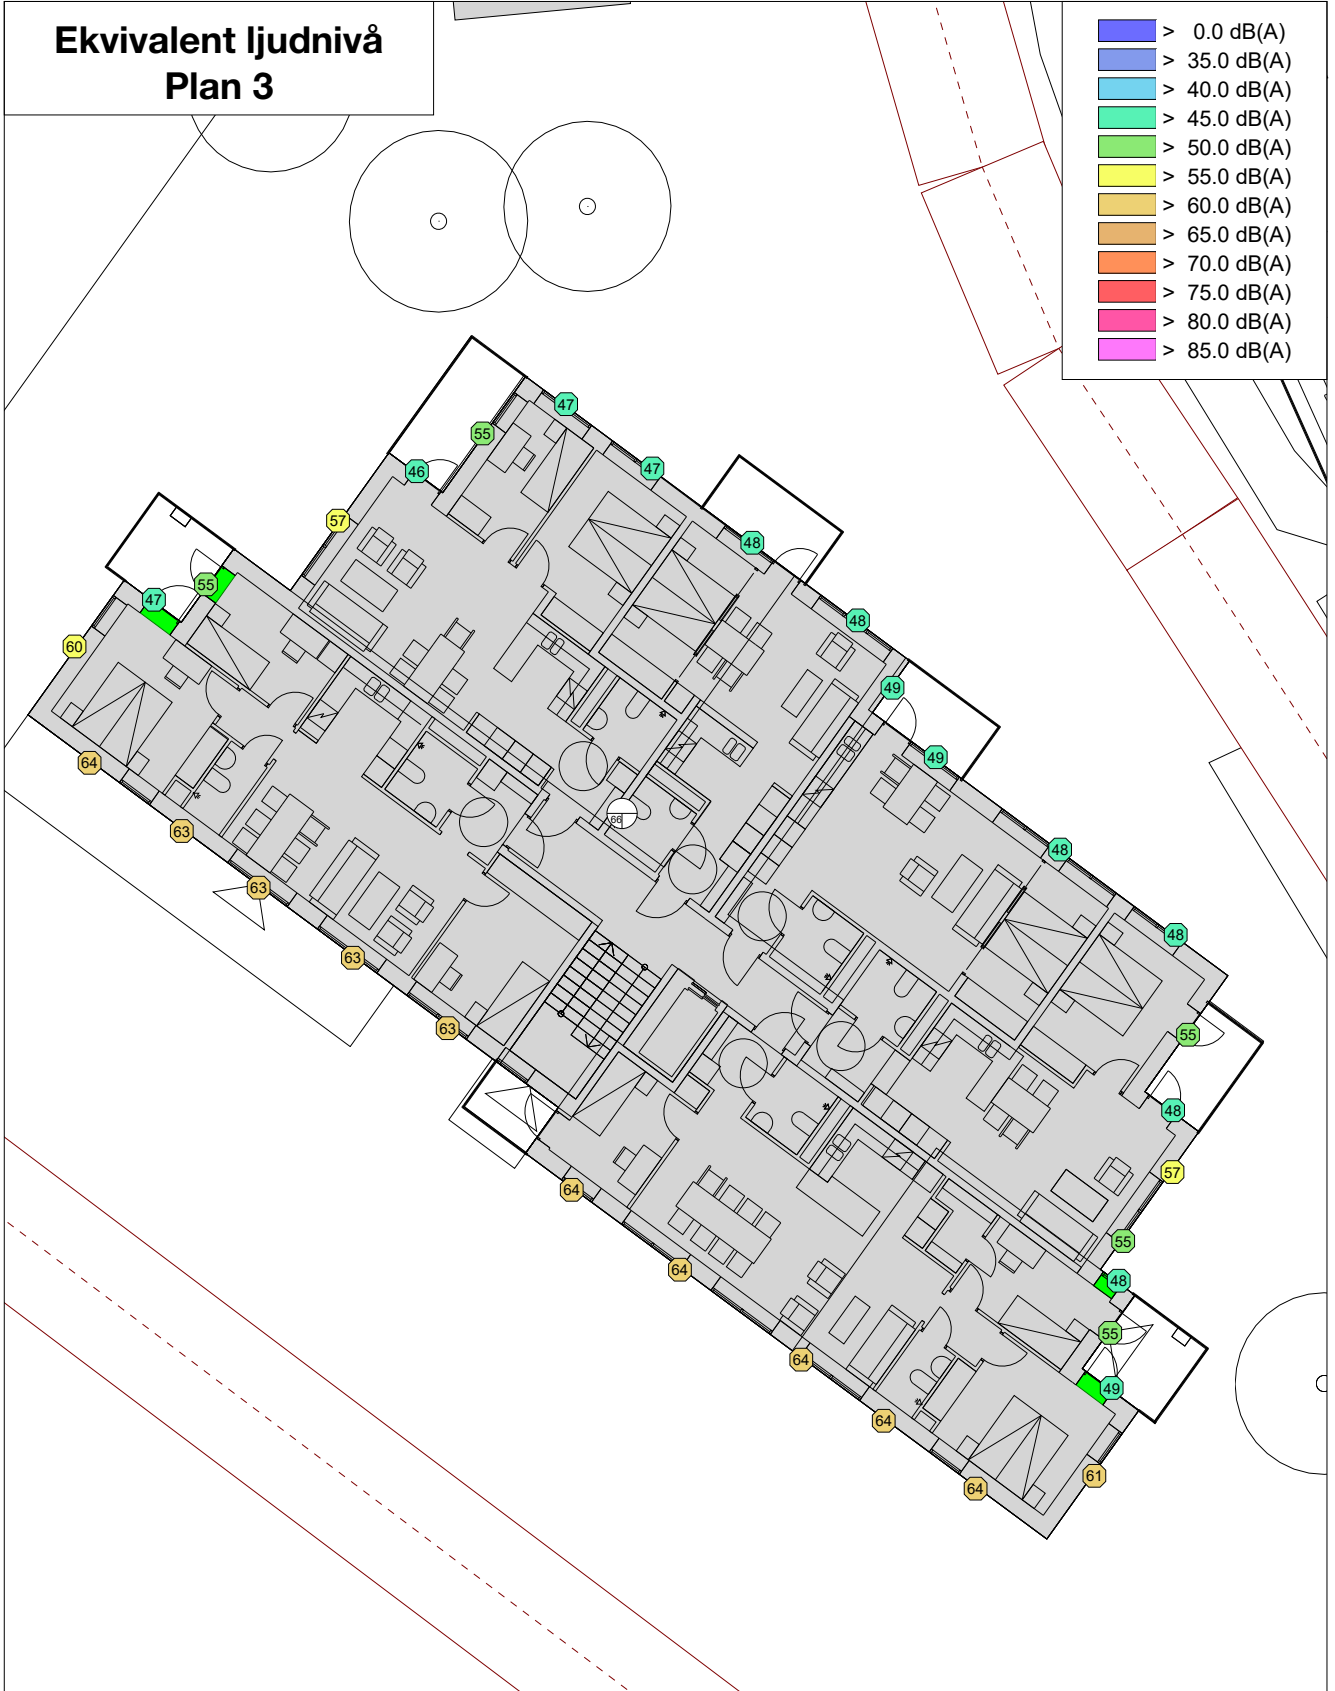 Ekvivalent ljudnivå
Plan 3
> 0.0 dB(A)
> 35.0 dB(A)
> 40.0 dB(A)
> 45.0 dB(A)
> 50.0 dB(A)
> 55.0 dB(A)
> 60.0 dB(A)
> 65.0 dB(A)
> 70.0 dB(A)
> 75.0 dB(A)
> 80.0 dB(A)
> 85.0 dB(A)
47
55
47
46
57
48
55
47
48
60
49
49
64
66
63
48
63
48
63
55
63
48
57
64
55
64
48
55
64
49
64
61
64